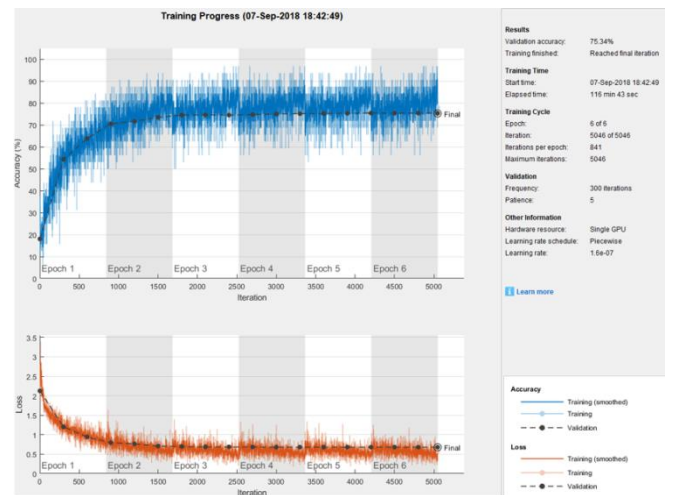 Training Progress (07-Sep-2018 18:42:49)
100
90
80
70
60
50
40
30
20
10
0
Accuracy (%)
Final
Epoch 1 Epoch 2 Epoch 3 Epoch 4 Epoch 5 Epoch 6
0 500 1000 1500 2000 2500 3000 3500 4000 4500 5000
Iteration
3.5
3
2.5
2
1.5
1
0.5
0
Loss
Final
Epoch 1 Epoch 2 Epoch 3 Epoch 4 Epoch 5 Epoch 6
0 500 1000 1500 2000 2500 3000 3500 4000 4500 5000
Iteration
Results
Validation accuracy: 75.34%
Training finished: Reached final iteration
Training Time
Start time: 07-Sep-2018 18:42:49
Elapsed time: 116 min 43 sec
Training Cycle
Epoch: 6 of 6
Iteration: 5046 of 5046
Iterations per epoch: 841
Maximum iterations: 5046
Validation
Frequency: 300 iterations
Patience: 5
Other Information
Hardware resource: Single GPU
Learning rate schedule: Piecewise
Learning rate: 1.6e-07
i Learn more
Accuracy
Training (smoothed)
Training
Validation
Loss
Training (smoothed)
Training
Validation